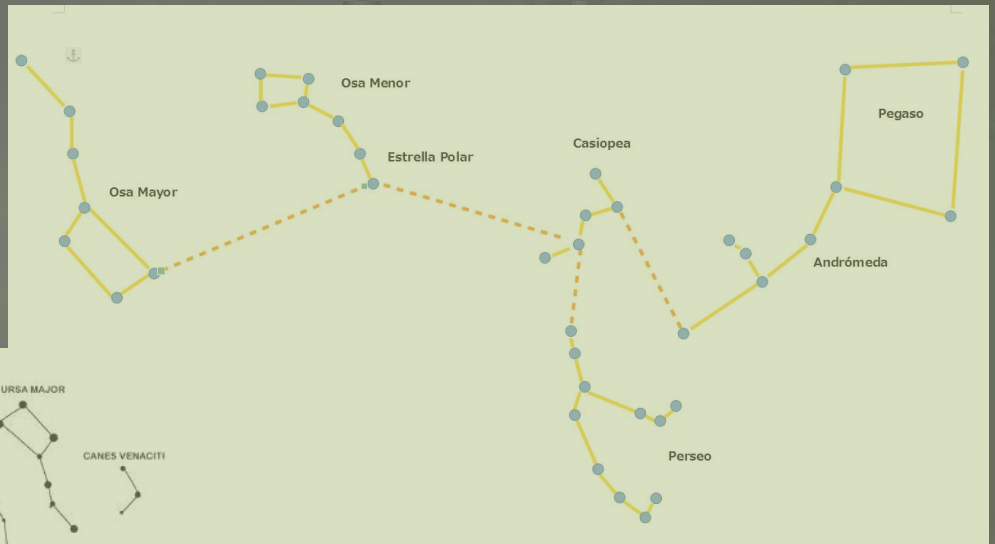 Osa Menor
Pegaso
Casiopea
Estrella Polar
Osa Mayor
Andrómeda
URSA MAJOR
CANES VENACITI
Perseo